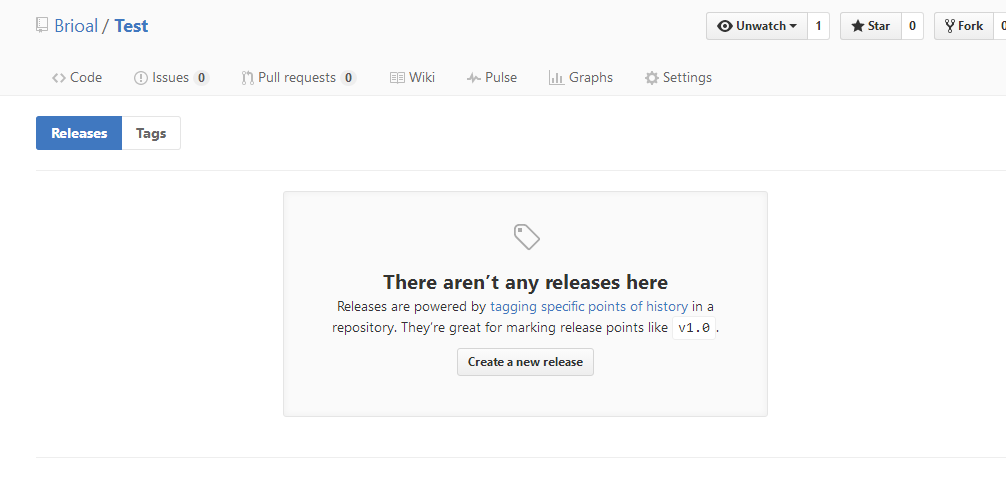 Brioal / Test
Unwatch 1 Star 0 Fork
Code Issues 0 Pull requests 0 Wiki Pulse Graphs Settings
Releases Tags
There aren’t any releases here
Releases are powered by tagging specific points of history in a
repository. They’re great for marking release points like v1.0 .
Create a new release